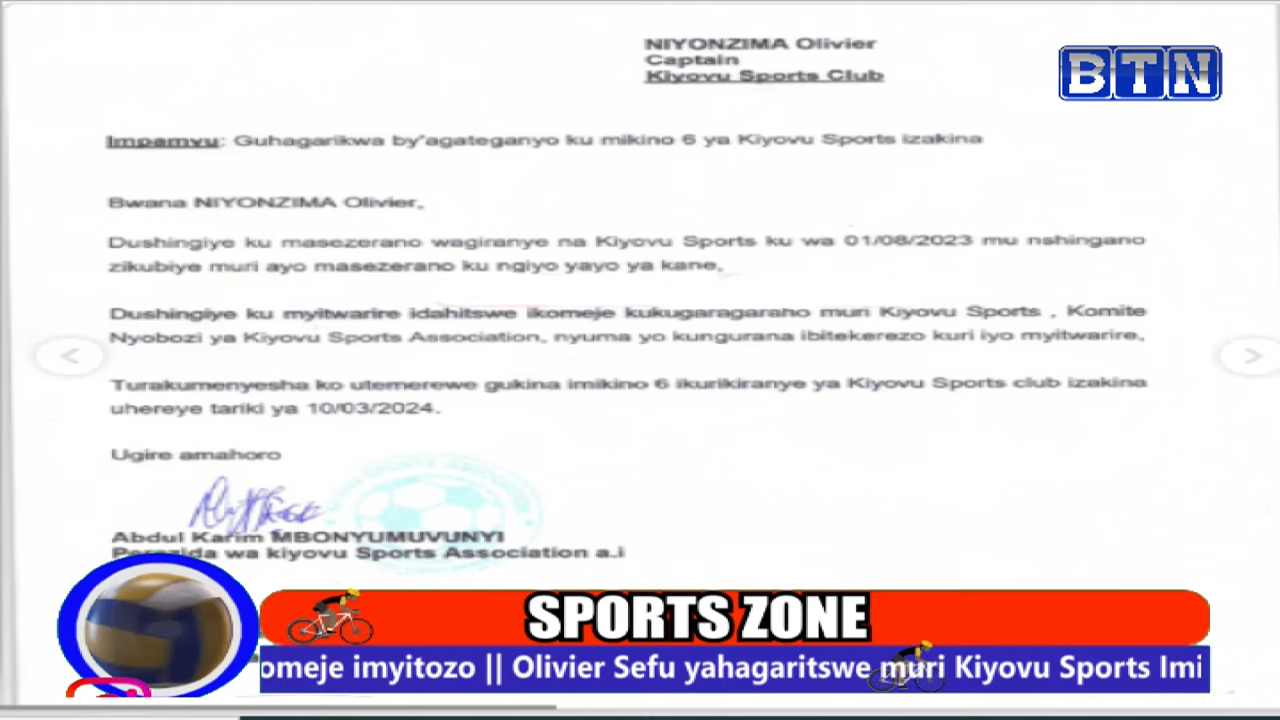 NIYONZIMA Olivier
Captain
Kiyovu Sports Club
BTN
Impamvu: Guhagarikwa by'agateganyo ku mikino 6 ya Kiyovu Sports izakina
Bwana NIYONZIMA Olivier,
Dushingiye ku masezerano wagiranye na Kiyovu Sports ku wa 01/08/2023 mu nshingano
zikubiye muri ayo masezerano ku ngiyo yayo ya kane,
Dushingiye ku myitwarire idahitswe ikomeje kukugaragaraho muri Kiyovu Sports , Komite
Nyobozi ya Kiyovu Sports Association, nyuma yo kungurana ibitekerezo kuri iyo myitwarire,
Turakumenyesha ko utemerewe gukina imikino 6 ikurikiranye ya Kiyovu Sports club izakina
uhereye tariki ya 10/03/2024.
Ugire amahoro
Abdul Karim MBONYUMUVUNYI
Perezida wa kiyovu Sports Association a.i
SPORTS ZONE
omeje imyitozo || Olivier Sefu yahagaritswe muri Kiyovu Sports Imi